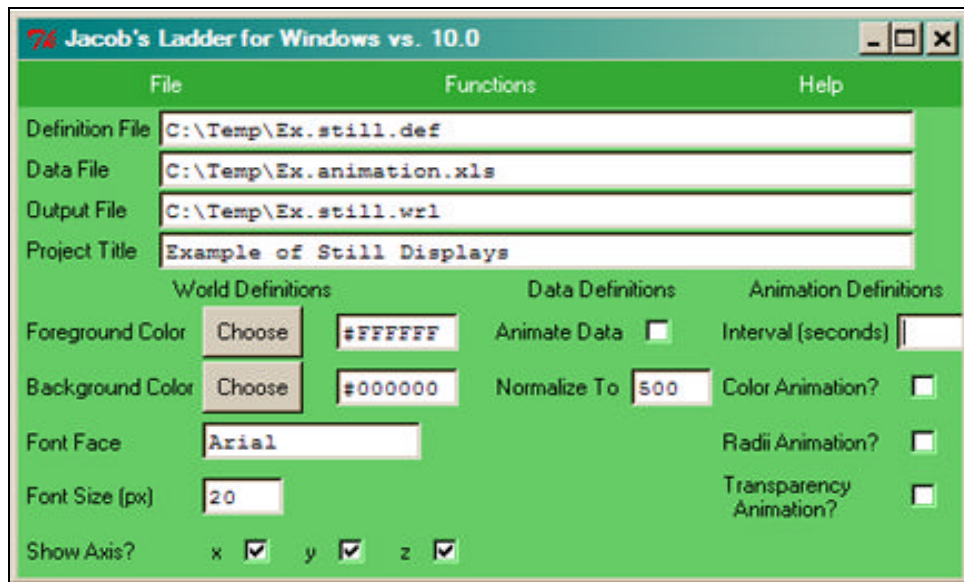 Jacob's Ladder for Windows vs. 10.0
File Functions Help
Definition File C:\Temp\Ex.still.def
Data File C:\Temp\Ex.animation.xls
Output File C:\Temp\Ex.still.wrl
Project Title Example of Still Displays
World Definitions Data Definitions Animation Definitions
Foreground Color Choose #FFFFFF Animate Data Interval (seconds)
Background Color Choose #000000 Normalize To 500 Color Animation?
Font Face Arial Radii Animation?
Font Size (px) 20 Transparency
Animation?
Show Axis? x y z